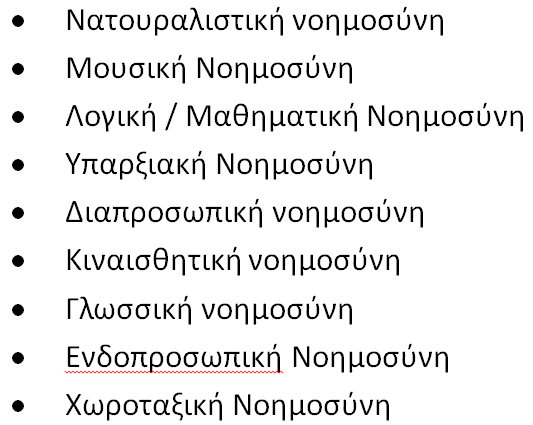 • Νατουραλιστική νοημοσύνη
• Μουσική Νοημοσύνη
• Λογική / Μαθηματική Νοημοσύνη
• Υπαρξιακή Νοημοσύνη
• Διαπροσωπική νοημοσύνη
• Κιναισθητική νοημοσύνη
• Γλωσσική νοημοσύνη
• Ενδοπροσωπική Νοημοσύνη
• Χωροταξική Νοημοσύνη